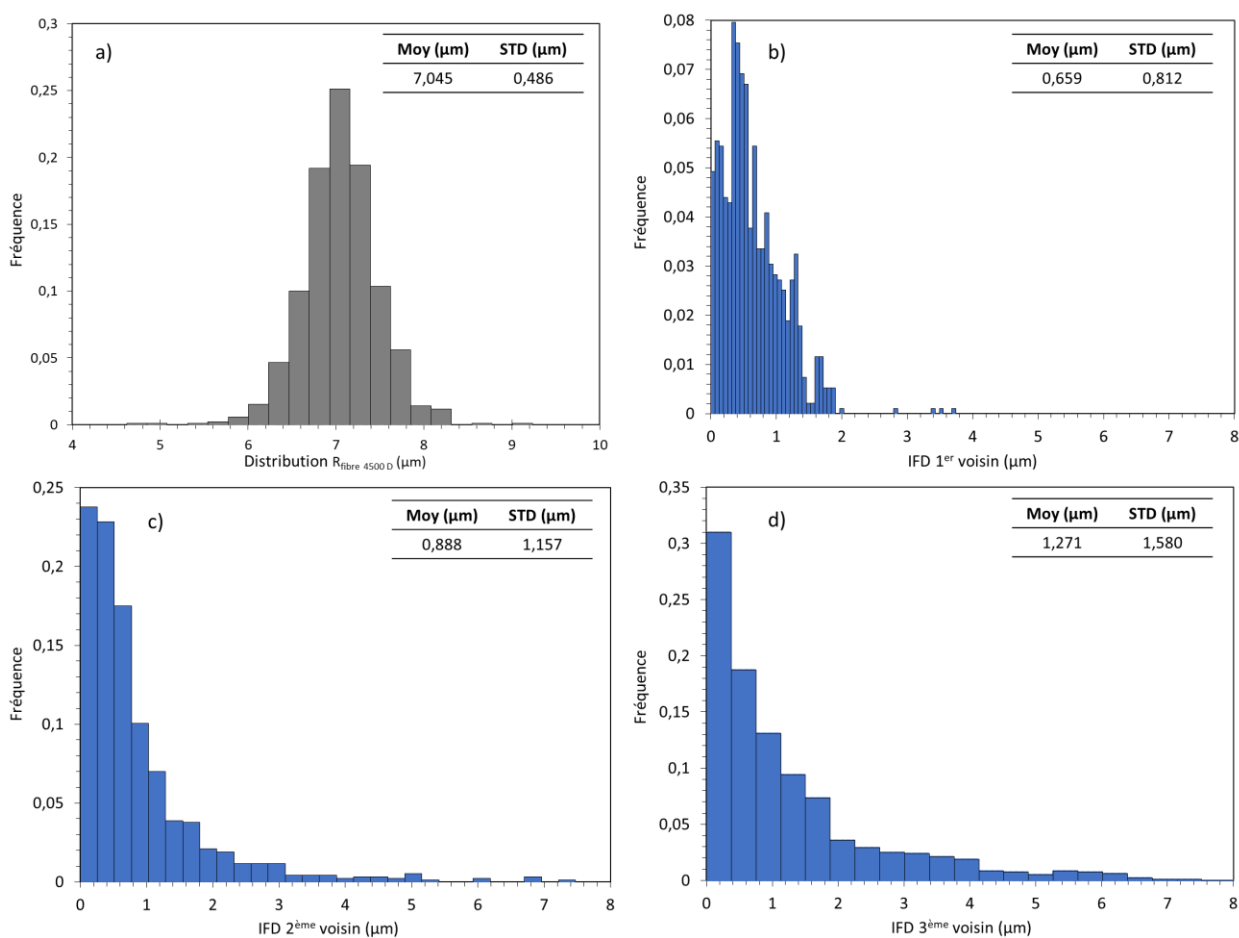 a)
Moy (µm) STD (µm)
7,045 0,486
Fréquence
0,3
0,25
0,2
0,15
0,1
0,05
0
4 5 6 7 8 9 10
Distribution Rfibre 4500 D (µm)
b)
Moy (µm) STD (µm)
0,659 0,812
Fréquence
0,08
0,07
0,06
0,05
0,04
0,03
0,02
0,01
0
0 1 2 3 4 5 6 7 8
IFD 1er voisin (µm)
c)
Moy (µm) STD (µm)
0,888 1,157
Fréquence
0,25
0,2
0,15
0,1
0,05
0
0 1 2 3 4 5 6 7 8
IFD 2ème voisin (µm)
d)
Moy (µm) STD (µm)
1,271 1,580
Fréquence
0,35
0,3
0,25
0,2
0,15
0,1
0,05
0
0 1 2 3 4 5 6 7 8
IFD 3ème voisin (µm)